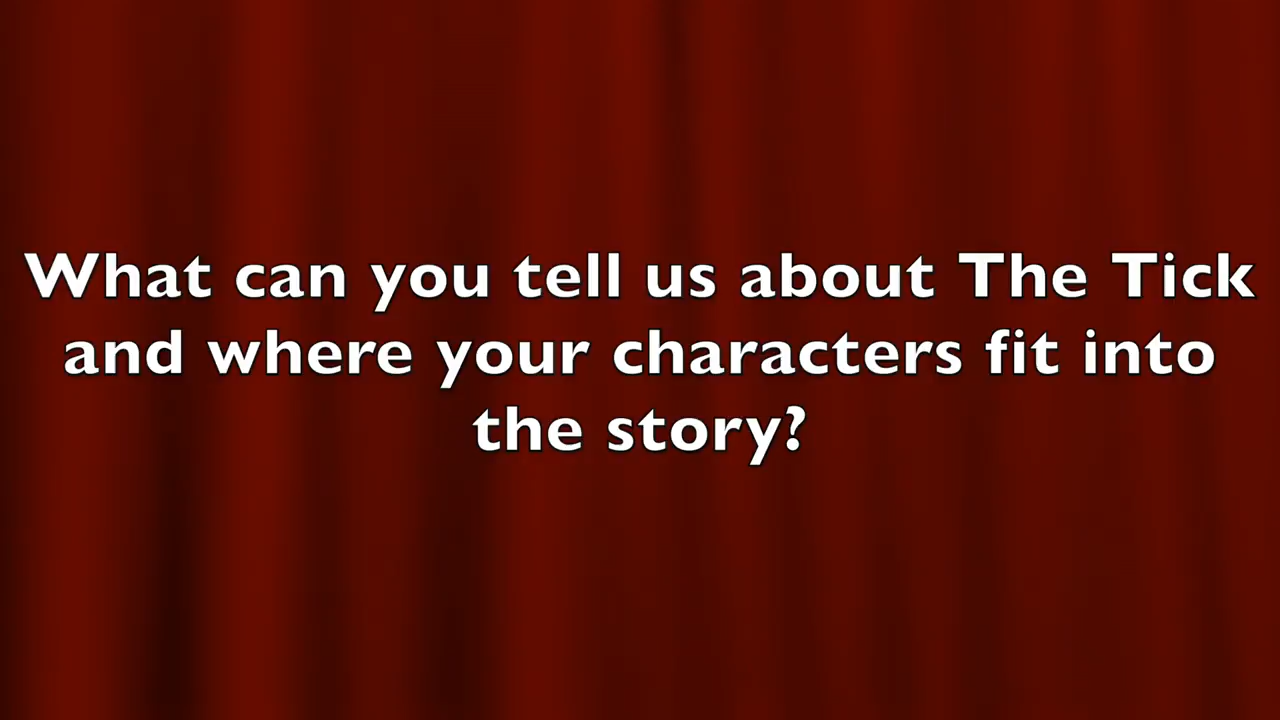 What can you tell us about The Tick
and where your characters fit into
the story?